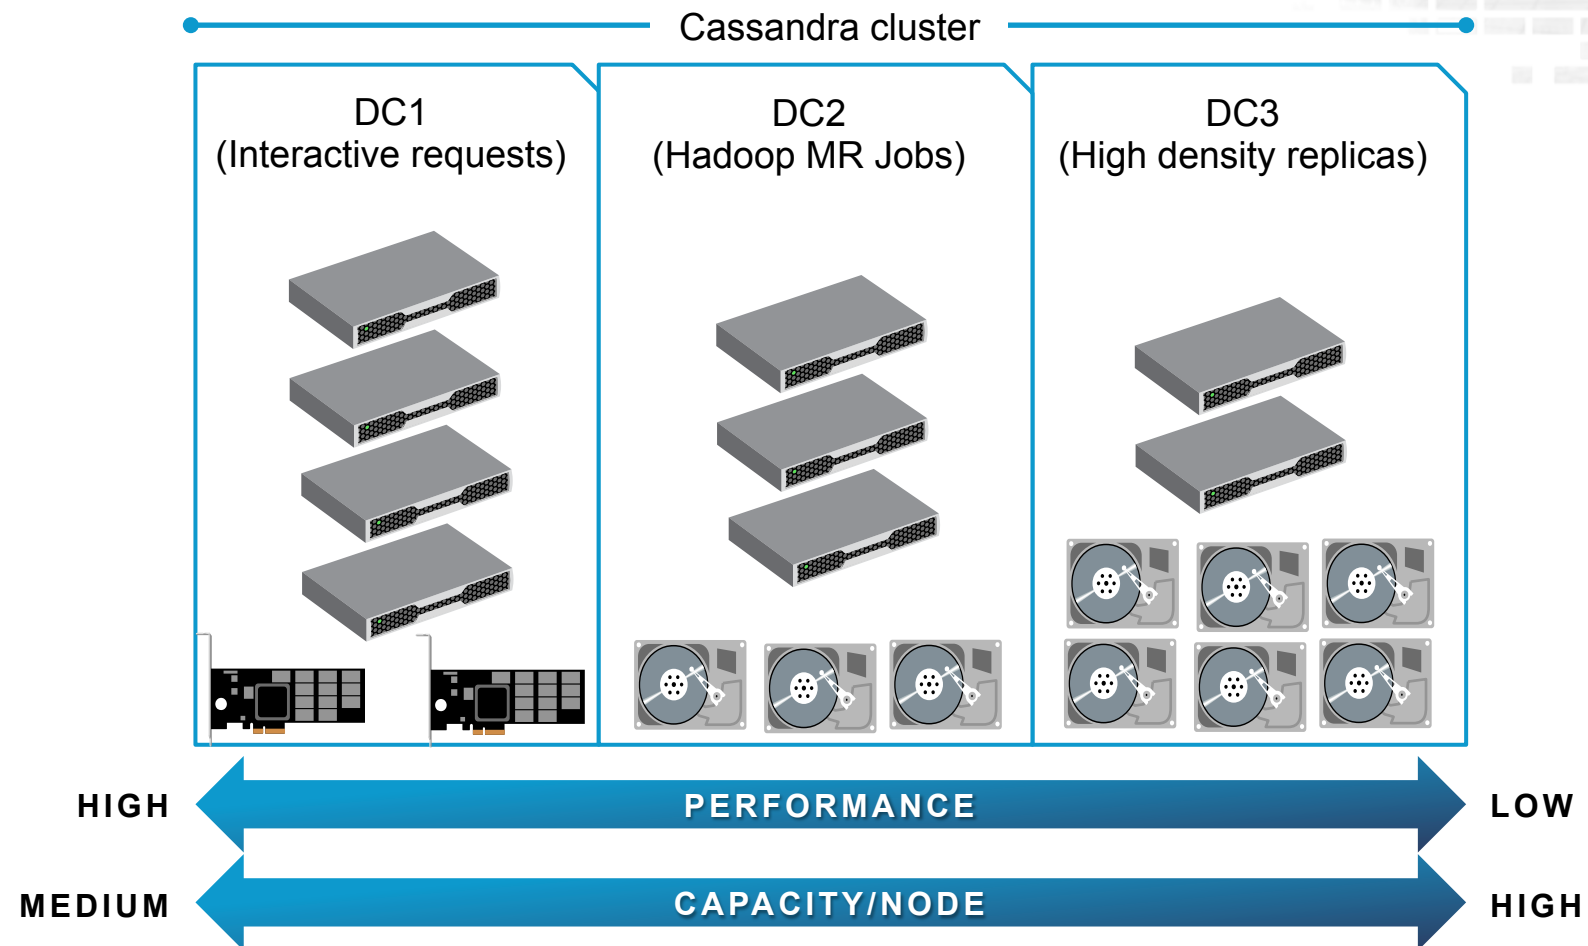 Cassandra cluster
DC1
(Interactive requests)
DC2
(Hadoop MR Jobs)
DC3
(High density replicas)
HIGH
PERFORMANCE
LOW
MEDIUM
CAPACITY/NODE
HIGH